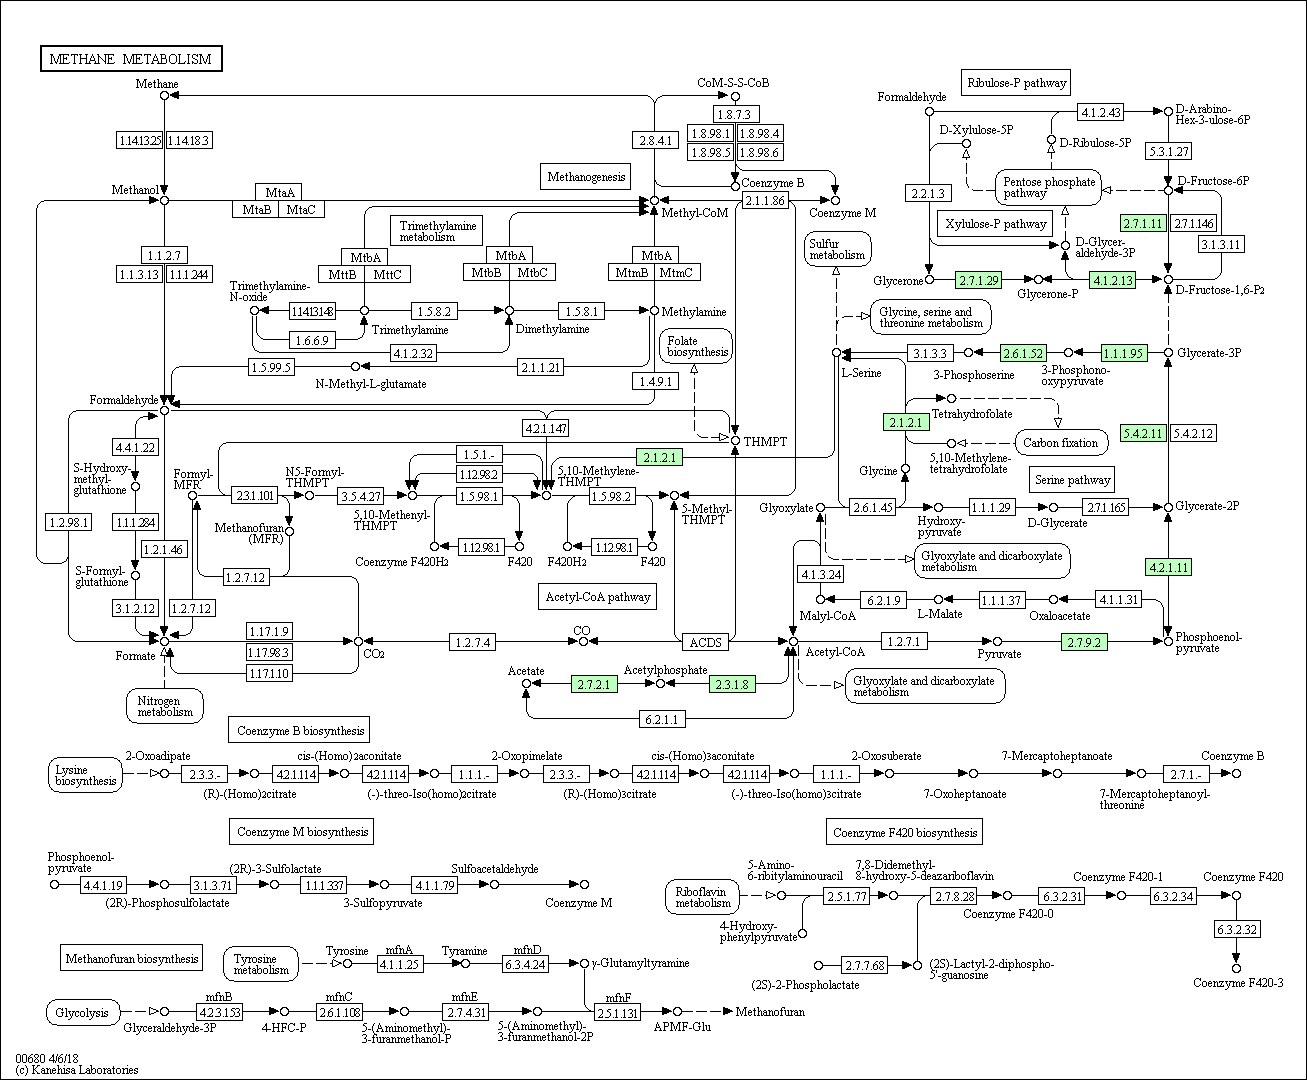 METHANE METABOLISM
Methane
CoM-S-S-CoB
1.8.7.3
1.8.98.1
1.8.98.4
1.8.98.5
1.8.98.6
1.14.13.25
1.14.18.3
2.8.4.1
Methanogenesis
Coenzyme B
Methanol
MtaA
MtaB
MtaC
Methyl-CoM
2.1.1.86
Coenzyme M
Trimethylamine
metabolism
Sulfur
metabolism
1.1.2.7
1.1.3.13
1.1.1.244
MtbA
MttB
MttC
MtbA
MtbB
MtbC
MtbA
MtmB
MtmC
Trimethylamine-
N-oxide
1.14.13.148
1.5.8.2
1.5.8.1
Methylamine
Trimethylamine
Dimethylamine
1.6.6.9
4.1.2.32
1.5.99.5
2.1.1.21
N-Methyl-L-glutamate
1.4.9.1
Folate
biosynthesis
Ribulose-P pathway
Formaldehyde
4.1.2.43
D-Arabino-
Hex-3-ulose-6P
D-Xylulose-5P
D-Ribulose-5P
5.3.1.27
Pentose phosphate
pathway
D-Fructose-6P
2.2.1.3
Xylulose-P pathway
2.7.1.11
2.7.1.146
3.1.3.11
D-Glycer-
aldehyde-3P
Glycerone
2.7.1.29
Glycerone-P
4.1.2.13
D-Fructose-1,6-P2
Glycine, serine and
threonine metabolism
L-Serine
3.1.3.3
2.6.1.52
1.1.1.95
Glycerate-3P
3-Phosphoserine
3-Phosphono-
oxypyruvate
2.1.2.1
Tetrahydrofolate
5.4.2.11
5.4.2.12
Carbon fixation
5,10-Methylene-
tetrahydrofolate
Glycine
Serine pathway
Formaldehyde
4.2.1.147
THMPT
4.4.1.22
S-Hydroxy-
methyl-
glutathione
Formyl-
MFR
N5-Formyl-
THMPT
1.5.1.-
1.12.98.2
5,10-Methylene-
THMPT
2.1.2.1
2.3.1.101
3.5.4.27
1.5.98.1
1.5.98.2
5,10-Methenyl-
THMPT
5-Methyl-
THMPT
1.2.98.1
1.1.1.284
Methanofuran
(MFR)
1.2.1.46
1.12.98.1
1.12.98.1
Coenzyme F420H2
F420
F420H2
F420
S-Formyl-
glutathione
1.2.7.12
3.1.2.12
1.2.7.12
Acetyl-CoA pathway
Glyoxylate
2.6.1.45
Hydroxy-
pyruvate
1.1.1.29
D-Glycerate
2.7.1.165
Glycerate-2P
Glyoxylate and dicarboxylate
metabolism
4.1.3.24
4.2.1.11
Malyl-CoA
6.2.1.9
L-Malate
1.1.1.37
Oxaloacetate
4.1.1.31
Formate
1.17.1.9
1.17.98.3
1.17.1.10
CO2
1.2.7.4
CO
ACDS
Acetyl-CoA
1.2.7.1
Pyruvate
2.7.9.2
Phosphoenol-
pyruvate
Acetate
2.7.2.1
Acetylphosphate
2.3.1.8
6.2.1.1
Glyoxylate and dicarboxylate
metabolism
Nitrogen
metabolism
Coenzyme B biosynthesis
Lysine
biosynthesis
2-Oxoadipate
2.3.3.-
(R)-(Homo)2citrate
4.2.1.114
cis-(Homo)2aconitate
4.2.1.114
(-)-threo-Iso(homo)2citrate
1.1.1.-
2-Oxopimelate
2.3.3.-
(R)-(Homo)3citrate
4.2.1.114
cis-(Homo)3aconitate
4.2.1.114
(-)-threo-Iso(homo)3citrate
1.1.1.-
2-Oxosuberate
7-Oxoheptanoate
7-Mercaptoheptanoate
7-Mercaptoheptanoyl-
threonine
2.7.1.-
Coenzyme B
Coenzyme M biosynthesis
Phosphoenol-
pyruvate
4.4.1.19
(2R)-Phosphosulfolactate
3.1.3.71
(2R)-3-Sulfolactate
1.1.1.337
3-Sulfopyruvate
4.1.1.79
Sulfoacetaldehyde
Coenzyme M
Coenzyme F420 biosynthesis
Riboflavin
metabolism
5-Amino-
6-ribitylaminouracil
2.5.1.77
7,8-Didemethyl-
8-hydroxy-5-deazariboflavin
2.7.8.28
Coenzyme F420-0
6.3.2.31
Coenzyme F420-1
6.3.2.34
Coenzyme F420
4-Hydroxy-
phenylpyruvate
6.3.2.32
2.7.7.68
(2S)-2-Phospholactate
(2S)-Lactyl-2-diphospho-
5'-guanosine
Coenzyme F420-3
Methanofuran biosynthesis
Tyrosine
metabolism
Tyrosine
mfnA
4.1.1.25
Tyramine
mfnD
6.3.4.24
γ-Glutamyltyramine
Glycolysis
Glyceraldehyde-3P
mfnB
4.2.3.153
4-HFC-P
mfnC
2.6.1.108
5-(Aminomethyl)-
3-furanmethanol-P
mfnE
2.7.4.31
5-(Aminomethyl)-
3-furanmethanol-2P
mfnF
2.5.1.131
APMF-Glu
Methanofuran
00680 4/6/18
(c) Kanehisa Laboratories